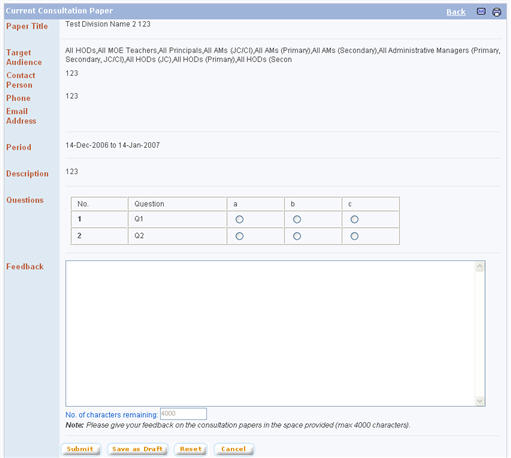 Current Consultation Paper Back
Paper Title Test Division Name 2 123
Target Audience All HODs,All MOE Teachers,All Principals,All AMs (JC/CI),All AMs (Primary),All AMs (Secondary),All Administrative Managers (Primary,
Secondary, JC/CI),All HODs (JC),All HODs (Primary),All HODs (Secon
Contact Person 123
Phone 123
Email Address
Period 14-Dec-2006 to 14-Jan-2007
Description 123
Questions No. Question a b c
1 Q1
2 Q2
Feedback
No. of characters remaining: 4000
Note: Please give your feedback on the consultation papers in the space provided (max 4000 characters).
Submit Save as Draft Reset Cancel